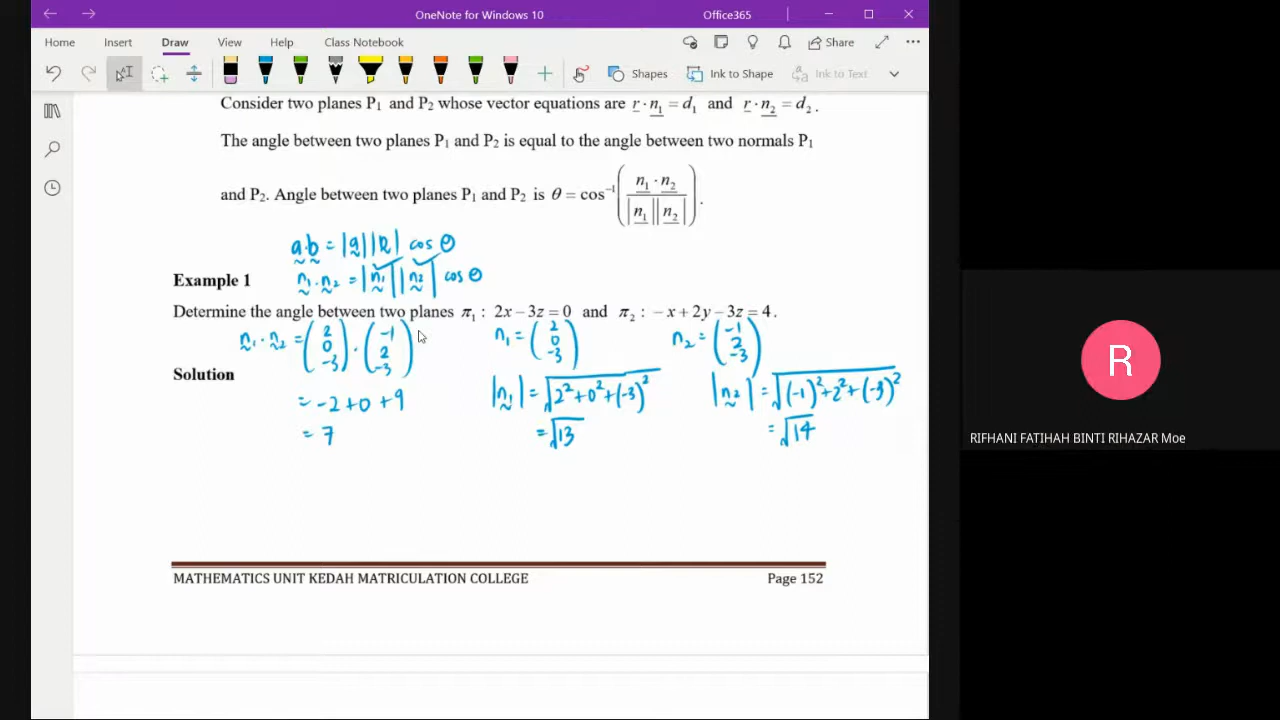 OneNote for Windows 10
Office365
Home Insert Draw View Help Class Notebook Share
Shapes Ink to Shape Ink to Text
Consider two planes P₁ and P₂ whose vector equations are r · n₁ = d₁ and r · n₂ = d₂ .
The angle between two planes P₁ and P₂ is equal to the angle between two normals P₁
and P₂. Angle between two planes P₁ and P₂ is θ = cos⁻¹( n₁ · n₂ / |n₁||n₂| ).
a·b = |a||b| cos θ
Example 1
n₁·n₂ = |n₁||n₂| cos θ
Determine the angle between two planes π₁ : 2x − 3z = 0 and π₂ : −x + 2y − 3z = 4 .
n₁·n₂ = (2 0 −3) · (−1 2 −3)
n₁ = (2 0 −3)
n₂ = (−1 2 −3)
Solution
= −2 + 0 + 9
|n₁| = √2² + 0² + (−3)²
|n₂| = √(−1)² + 2² + (−3)²
= 7
= √13
= √14
MATHEMATICS UNIT KEDAH MATRICULATION COLLEGE Page 152
R
RIFHANI FATIHAH BINTI RIHAZAR Moe